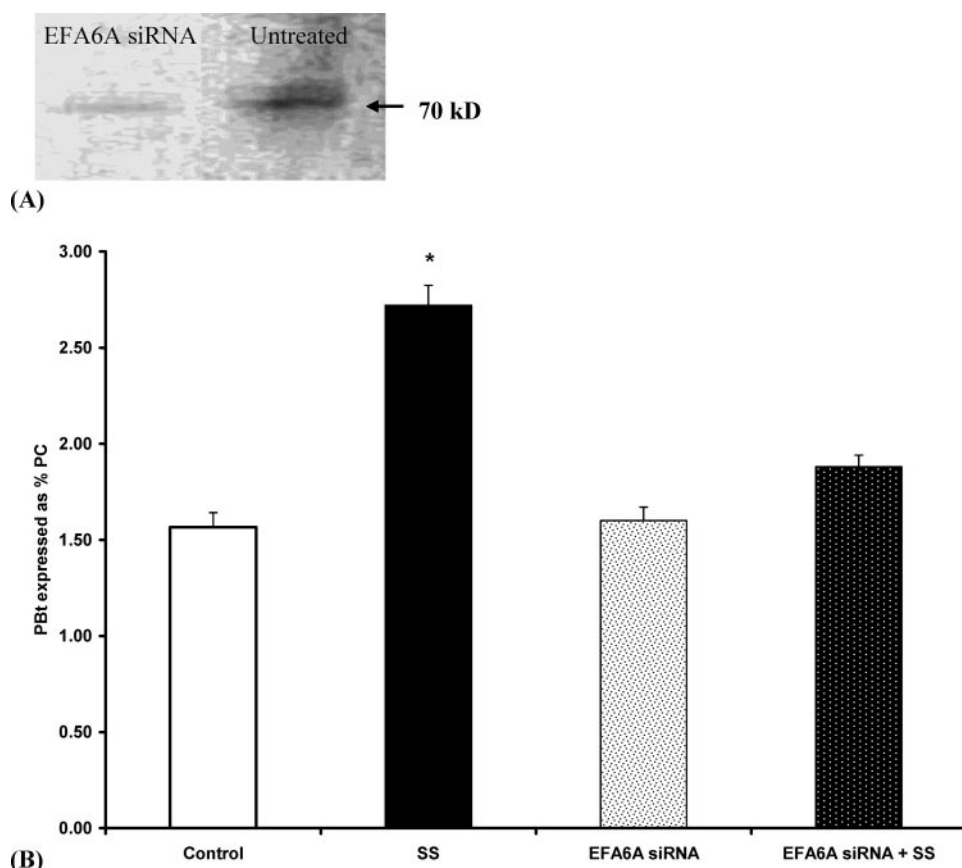 EFA6A siRNA Untreated
70 kD
(A)
3.00
*
2.50
2.00
1.50
1.00
0.50
0.00
PBt expressed as % PC
Control SS EFA6A siRNA EFA6A siRNA + SS
(B)